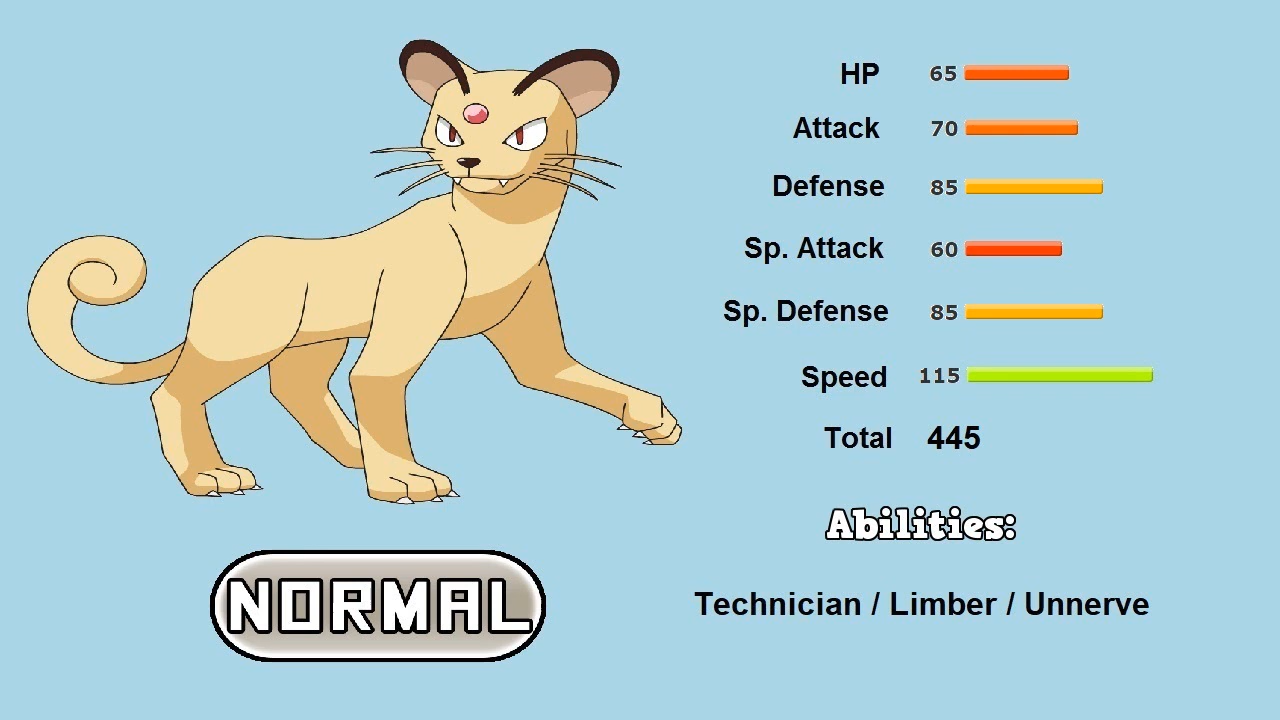 HP 65
Attack 70
Defense 85
Sp. Attack 60
Sp. Defense 85
Speed 115
Total 445
Abilities:
Technician / Limber / Unnerve
NORMAL